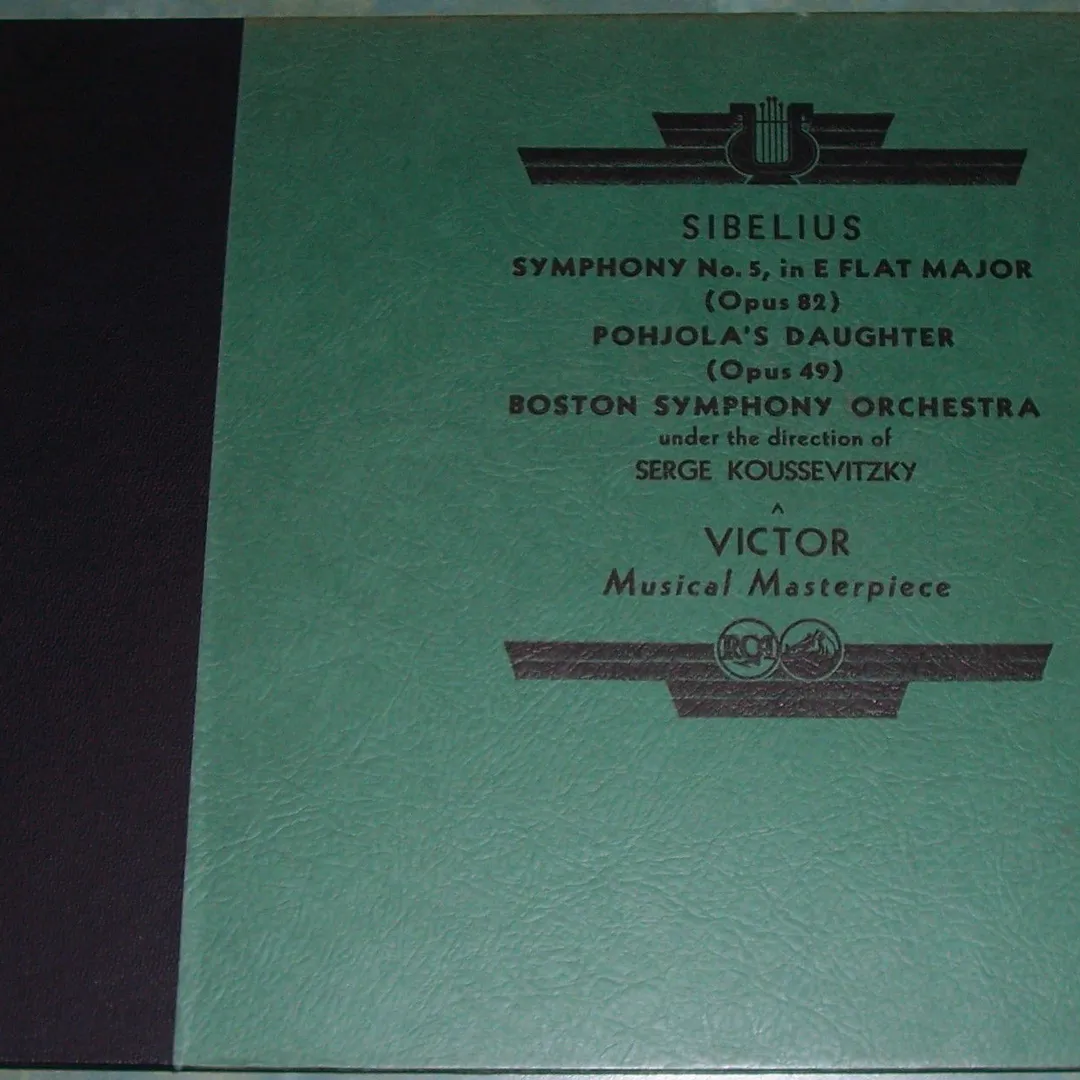 SIBELIUS
SYMPHONY No. 5, in E FLAT MAJOR
(Opus 82)
POHJOLA'S DAUGHTER
(Opus 49)
BOSTON SYMPHONY ORCHESTRA
under the direction of
SERGE KOUSSEVITZKY
A
VICTOR
Musical Masterpiece
RCA